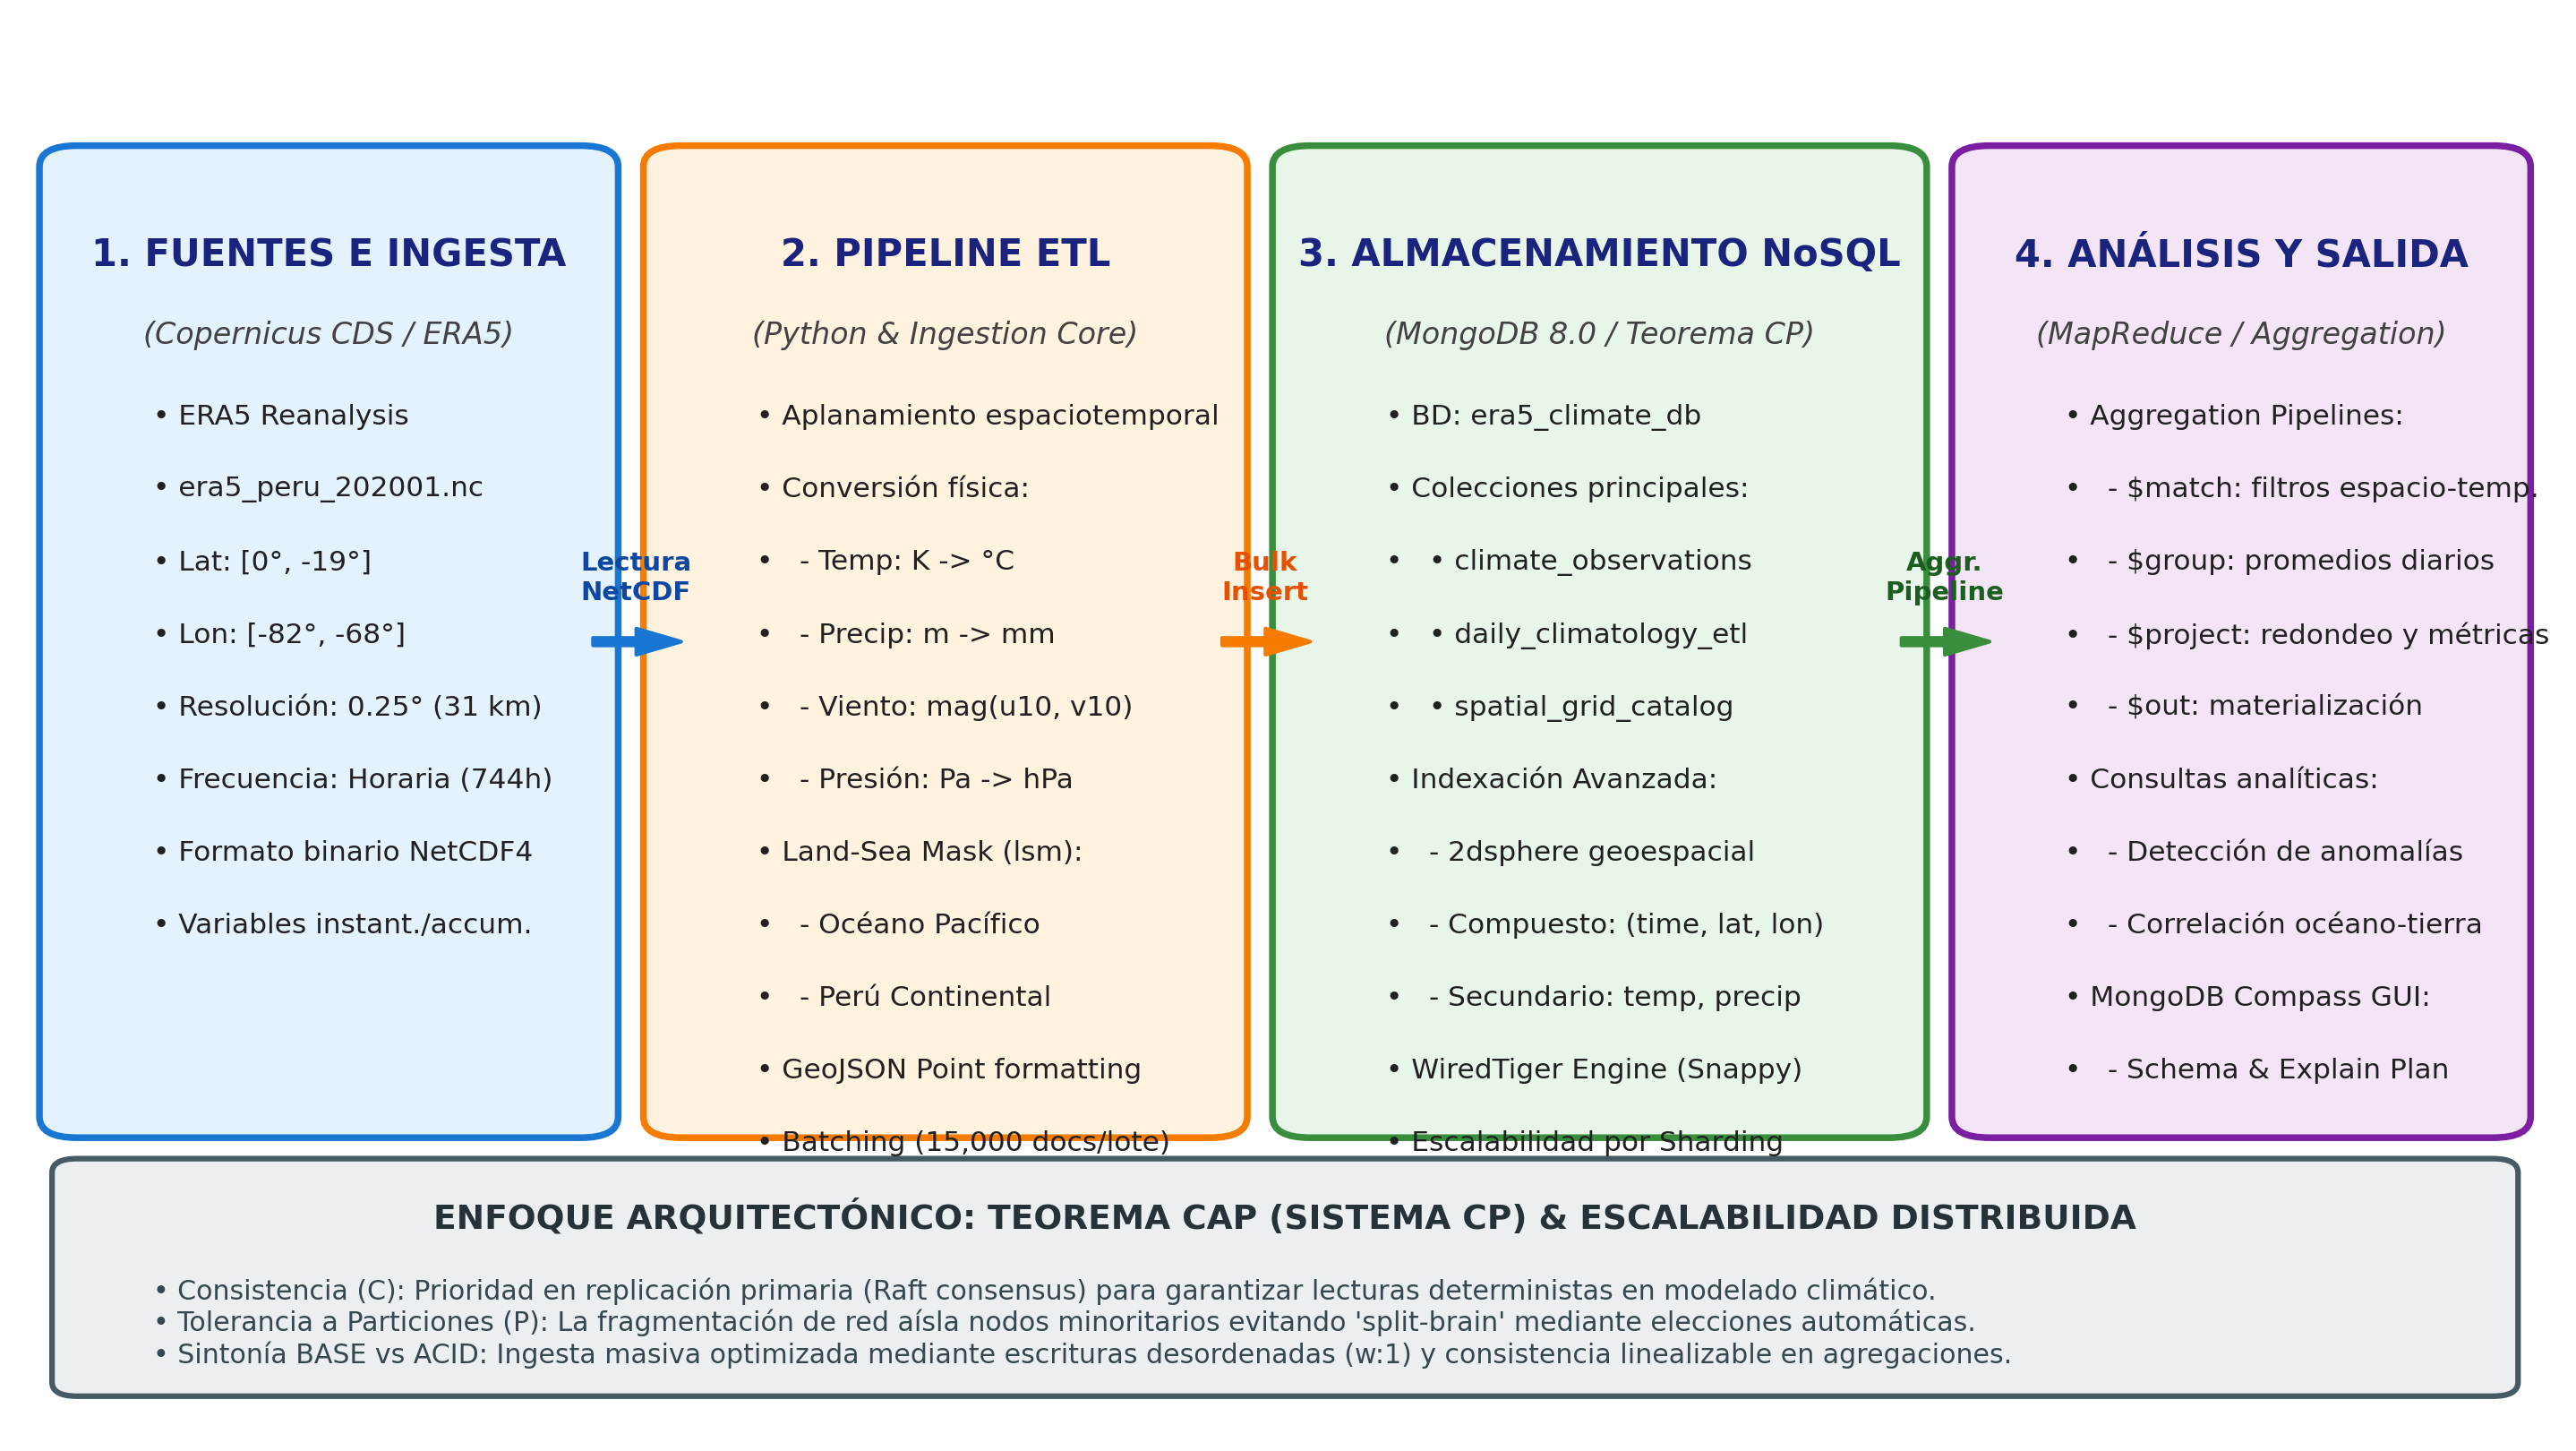 1. FUENTES E INGESTA
(Copernicus CDS / ERA5)
• ERA5 Reanalysis
• era5_peru_202001.nc
• Lat: [0°, -19°]
• Lon: [-82°, -68°]
• Resolución: 0.25° (31 km)
• Frecuencia: Horaria (744h)
• Formato binario NetCDF4
• Variables instant./accum.
Lectura
NetCDF
2. PIPELINE ETL
(Python & Ingestion Core)
• Aplanamiento espaciotemporal
• Conversión física:
•   - Temp: K -> °C
•   - Precip: m -> mm
•   - Viento: mag(u10, v10)
•   - Presión: Pa -> hPa
• Land-Sea Mask (lsm):
•   - Océano Pacífico
•   - Perú Continental
• GeoJSON Point formatting
• Batching (15,000 docs/lote)
Bulk
Insert
3. ALMACENAMIENTO NoSQL
(MongoDB 8.0 / Teorema CP)
• BD: era5_climate_db
• Colecciones principales:
•   • climate_observations
•   • daily_climatology_etl
•   • spatial_grid_catalog
• Indexación Avanzada:
•   - 2dsphere geoespacial
•   - Compuesto: (time, lat, lon)
•   - Secundario: temp, precip
• WiredTiger Engine (Snappy)
• Escalabilidad por Sharding
Aggr.
Pipeline
4. ANÁLISIS Y SALIDA
(MapReduce / Aggregation)
• Aggregation Pipelines:
•   - $match: filtros espacio-temp.
•   - $group: promedios diarios
•   - $project: redondeo y métricas
•   - $out: materialización
• Consultas analíticas:
•   - Detección de anomalías
•   - Correlación océano-tierra
• MongoDB Compass GUI:
•   - Schema & Explain Plan
ENFOQUE ARQUITECTÓNICO: TEOREMA CAP (SISTEMA CP) & ESCALABILIDAD DISTRIBUIDA
• Consistencia (C): Prioridad en replicación primaria (Raft consensus) para garantizar lecturas deterministas en modelado climático.
• Tolerancia a Particiones (P): La fragmentación de red aísla nodos minoritarios evitando 'split-brain' mediante elecciones automáticas.
• Sintonía BASE vs ACID: Ingesta masiva optimizada mediante escrituras desordenadas (w:1) y consistencia linealizable en agregaciones.